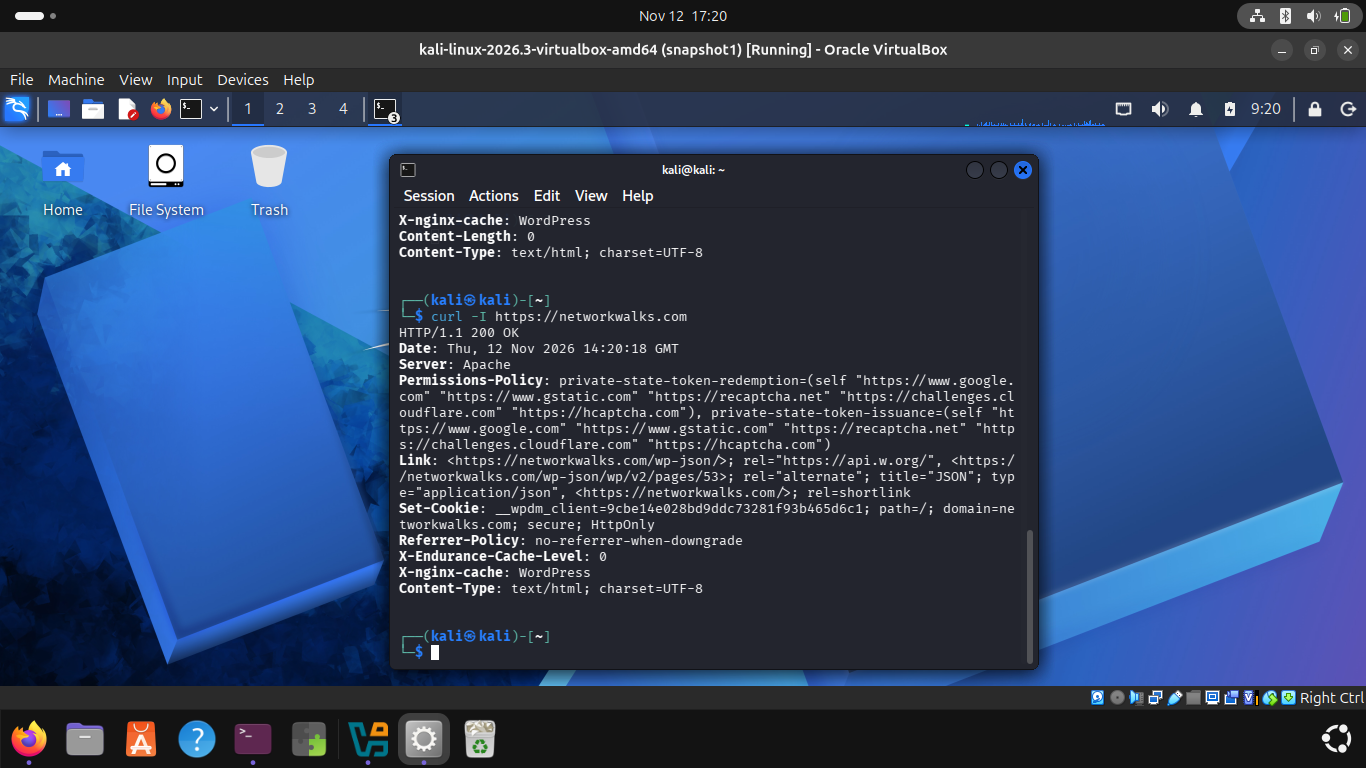 Nov 12 17:20
kali-linux-2026.3-virtualbox-amd64 (snapshot1) [Running] - Oracle VirtualBox
File Machine View Input Devices Help
1 2 3 4
3
9:20
Home
File System
Trash
kali@kali: ~
Session Actions Edit View Help
X-nginx-cache: WordPress
Content-Length: 0
Content-Type: text/html; charset=UTF-8
┌──(kali㉿kali)-[~]
└─$ curl -I https://networkwalks.com
HTTP/1.1 200 OK
Date: Thu, 12 Nov 2026 14:20:18 GMT
Server: Apache
Permissions-Policy: private-state-token-redemption=(self "https://www.google.
com" "https://www.gstatic.com" "https://recaptcha.net" "https://challenges.cl
oudflare.com" "https://hcaptcha.com"), private-state-token-issuance=(self "ht
tps://www.google.com" "https://www.gstatic.com" "https://recaptcha.net" "http
s://challenges.cloudflare.com" "https://hcaptcha.com")
Link: <https://networkwalks.com/wp-json/>; rel="https://api.w.org/", <https:/
/networkwalks.com/wp-json/wp/v2/pages/53>; rel="alternate"; title="JSON"; typ
e="application/json", <https://networkwalks.com/>; rel=shortlink
Set-Cookie: __wpdm_client=9cbe14e028bd9ddc73281f93b465d6c1; path=/; domain=ne
tworkwalks.com; secure; HttpOnly
Referrer-Policy: no-referrer-when-downgrade
X-Endurance-Cache-Level: 0
X-nginx-cache: WordPress
Content-Type: text/html; charset=UTF-8
┌──(kali㉿kali)-[~]
└─$
Right Ctrl